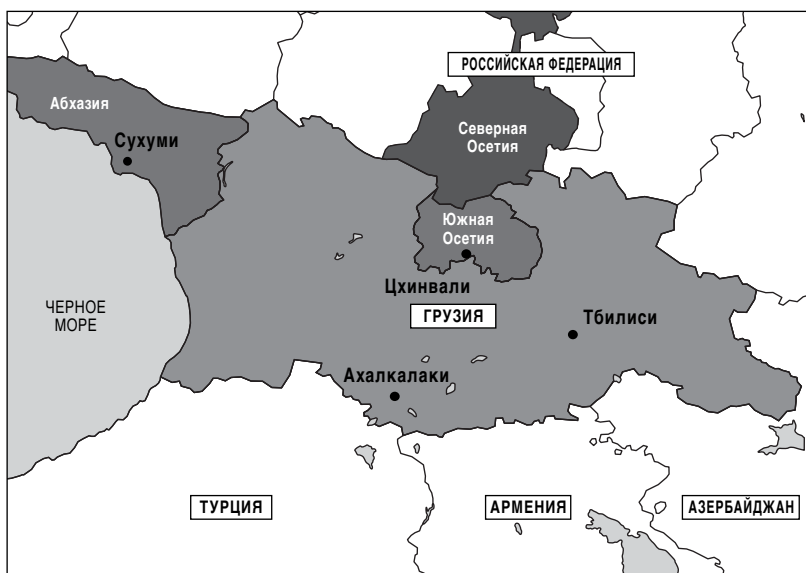 РОССИЙСКАЯ ФЕДЕРАЦИЯ
Абхазия
Сухуми
Северная
Осетия
Южная
Осетия
Цхинвали
ЧЕРНОЕ
МОРЕ
ГРУЗИЯ
Тбилиси
Ахалкалаки
ТУРЦИЯ
АРМЕНИЯ
АЗЕРБАЙДЖАН